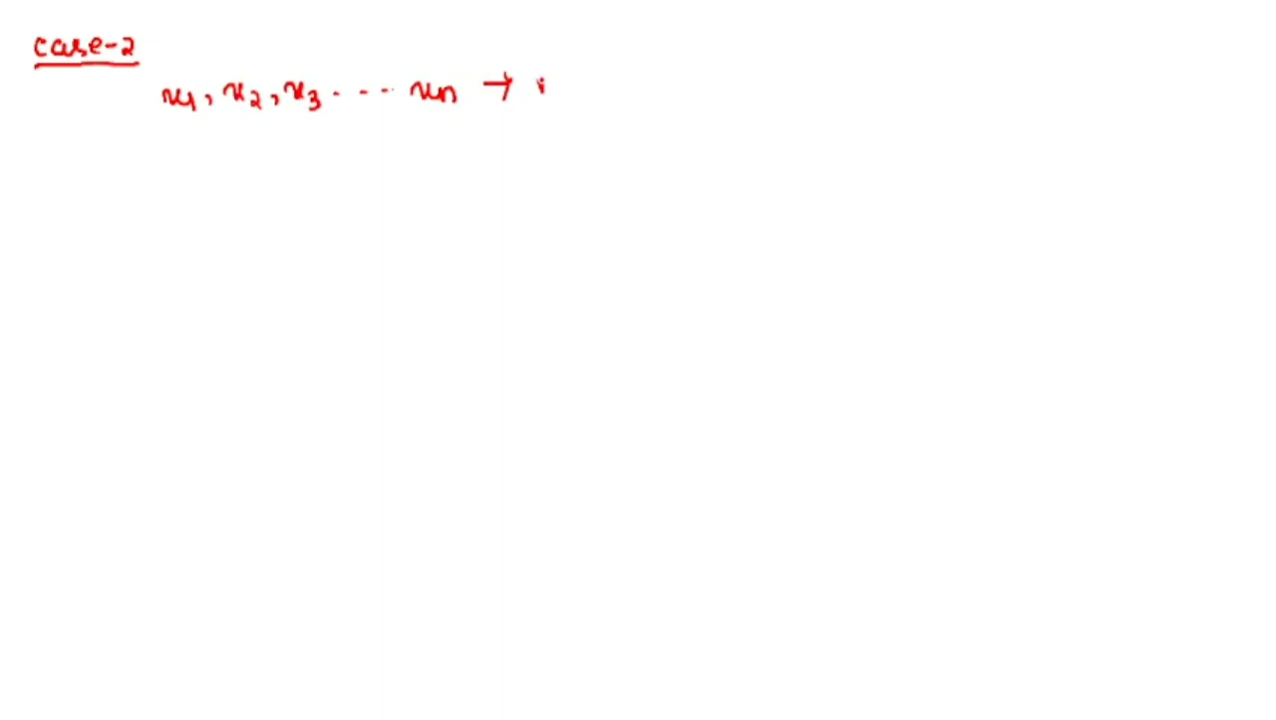 case-2
x1, x2, x3 ..... xn →